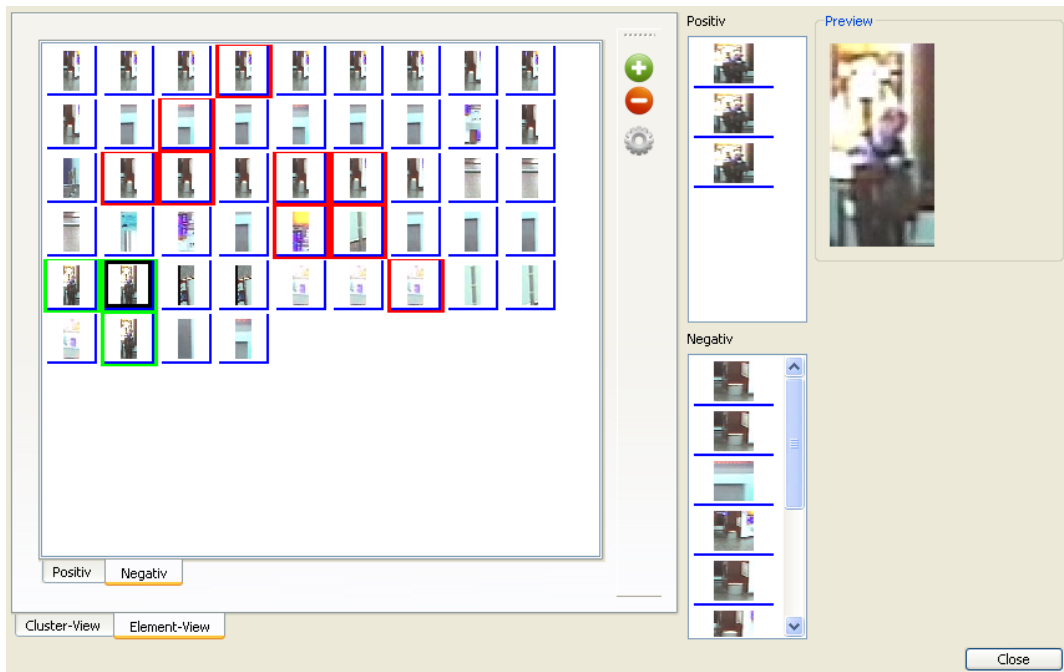 Positiv
Preview
Negativ
Positiv
Negativ
Cluster-View
Element-View
Close